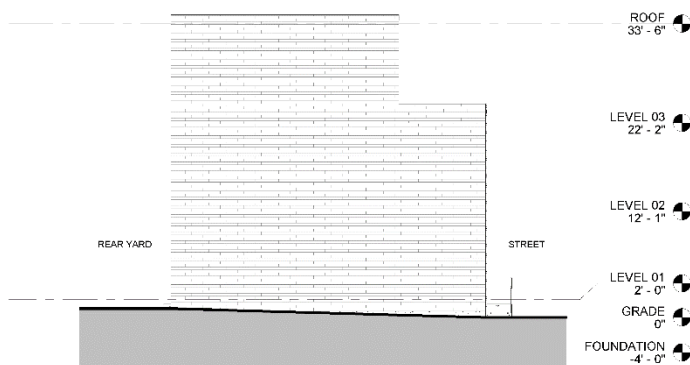 ROOF
33' - 6"
LEVEL 03
22' - 2"
LEVEL 02
12' - 1"
REAR YARD
STREET
LEVEL 01
2' - 0"
GRADE
0"
FOUNDATION
-4' - 0"